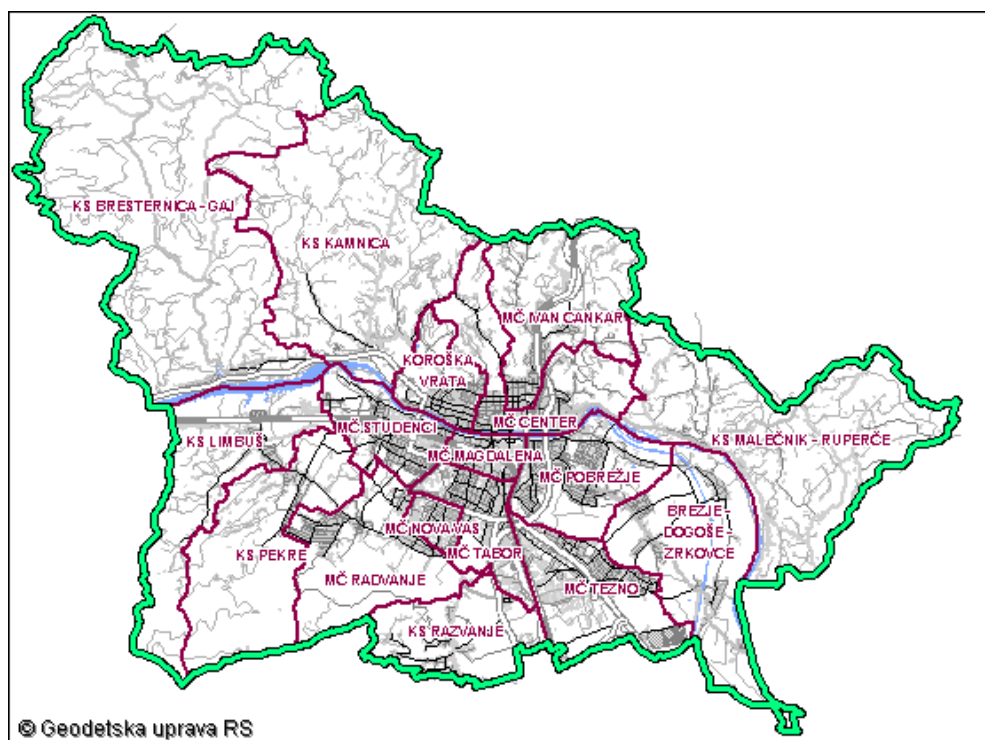 KS BRESTERNICA - GAJ
KS KAMNICA
MČ IVAN CANKAR
KOROŠKA
VRATA
MČ CENTER
MČ STUDENCI
KS LIMBUŠ
KS MALEČNIK - RUPERČE
MČ MAGDALENA
MČ POBREŽJE
BREZJE -
DOGOŠE -
ZRKOVCE
MČ NOVA VAS
MČ TABOR
KS PEKRE
MČ RADVANJE
MČ TEZNO
KS RAZVANJE
© Geodetska uprava RS